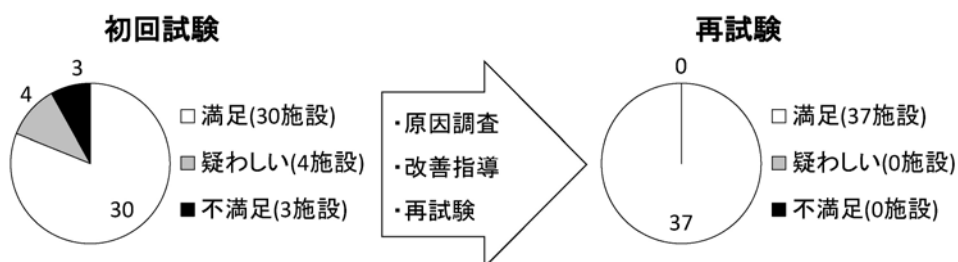 初回試験
4
3
30
□満足(30施設)
■疑わしい(4施設)
■不満足(3施設)
・原因調査
・改善指導
・再試験
再試験
0
37
□満足(37施設)
■疑わしい(0施設)
■不満足(0施設)